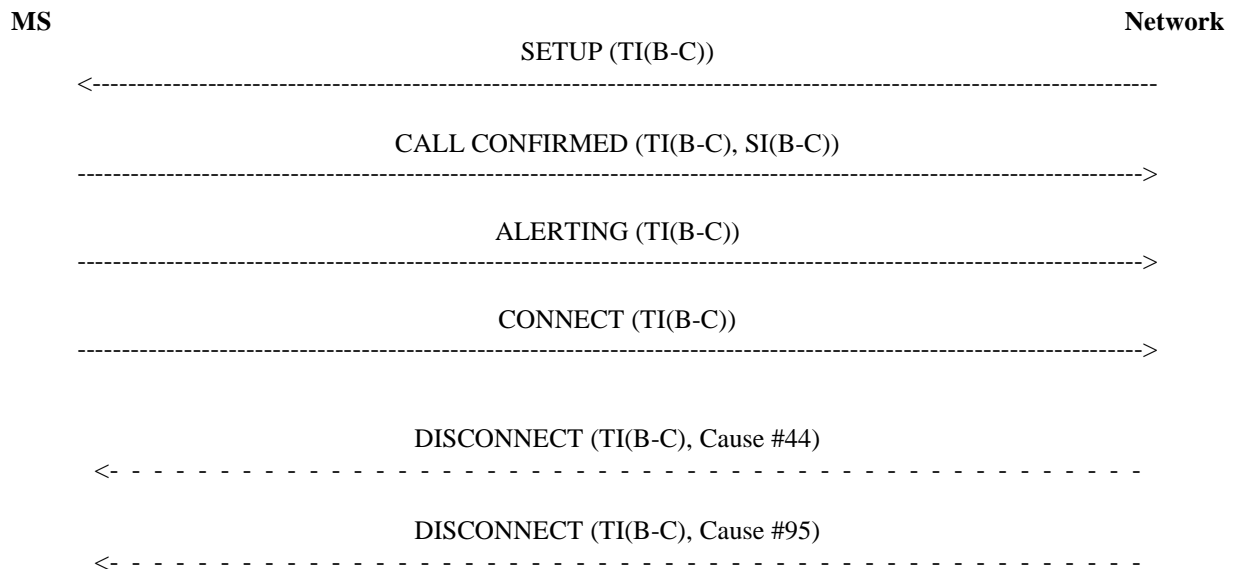 MS Network
SETUP (TI(B-C))
<------------------------------------------------------------------------------------------------------------------------
CALL CONFIRMED (TI(B-C), SI(B-C))
------------------------------------------------------------------------------------------------------------------------>
ALERTING (TI(B-C))
------------------------------------------------------------------------------------------------------------------------>
CONNECT (TI(B-C))
------------------------------------------------------------------------------------------------------------------------>
DISCONNECT (TI(B-C), Cause #44)
<- - - - - - - - - - - - - - - - - - - - - - - - - - - - - - - - - - - - - - - - - - - - - - -
DISCONNECT (TI(B-C), Cause #95)
<- - - - - - - - - - - - - - - - - - - - - - - - - - - - - - - - - - - - - - - - - - - - - - -